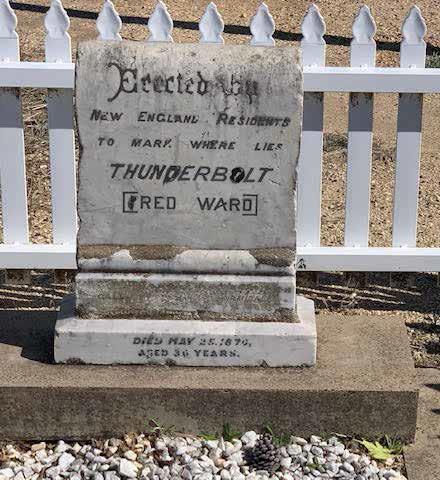 Erected by
NEW ENGLAND RESIDENTS
TO MARK WHERE LIES
THUNDERBOLT
[FRED WARD]
DIED MAY 25, 1870,
AGED 36 YEARS.